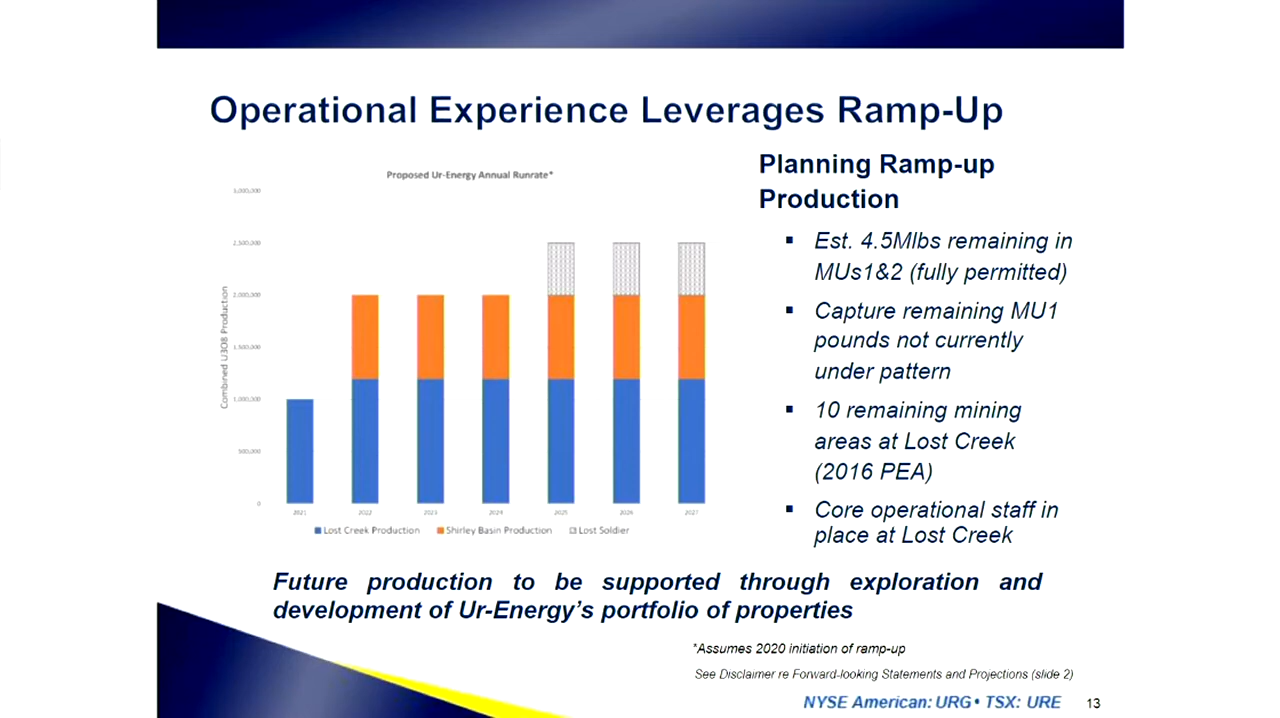 Operational Experience Leverages Ramp-Up
Proposed Ur-Energy Annual Runrate*
3,000,000
2,500,000
2,000,000
1,500,000
1,000,000
500,000
0
Combined U3O8 Production
2021 2022 2023 2024 2025 2026 2027
Lost Creek Production Shirley Basin Production Lost Soldier
Planning Ramp-up
Production
▪ Est. 4.5Mlbs remaining in
MUs1&2 (fully permitted)
▪ Capture remaining MU1
pounds not currently
under pattern
▪ 10 remaining mining
areas at Lost Creek
(2016 PEA)
▪ Core operational staff in
place at Lost Creek
Future production to be supported through exploration and
development of Ur-Energy's portfolio of properties
*Assumes 2020 initiation of ramp-up
See Disclaimer re Forward-looking Statements and Projections (slide 2)
NYSE American: URG • TSX: URE 13